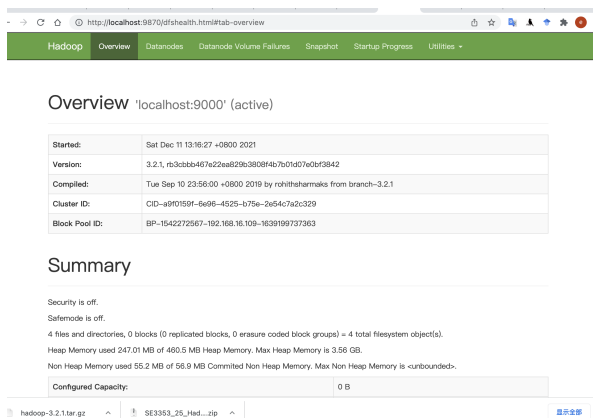 http://localhost:9870/dfshealth.html#tab-overview
Hadoop Overview Datanodes Datanode Volume Failures Snapshot Startup Progress Utilities
Overview 'localhost:9000' (active)
Started: Sat Dec 11 13:16:27 +0800 2021
Version: 3.2.1, rb3cbbb467e22ea829b3808f4b7b01d07e0bf3842
Compiled: Tue Sep 10 23:56:00 +0800 2019 by rohithsharmaks from branch-3.2.1
Cluster ID: CID-a9f0159f-6e96-4525-b75e-2e54c7a2c329
Block Pool ID: BP-1542272567-192.168.16.109-1639199737363
Summary
Security is off.
Safemode is off.
4 files and directories, 0 blocks (0 replicated blocks, 0 erasure coded block groups) = 4 total filesystem object(s).
Heap Memory used 247.01 MB of 460.5 MB Heap Memory. Max Heap Memory is 3.56 GB.
Non Heap Memory used 55.2 MB of 56.9 MB Commited Non Heap Memory. Max Non Heap Memory is <unbounded>.
Configured Capacity: 0 B
hadoop-3.2.1.tar.gz SE3353_25_Had....zip 显示全部